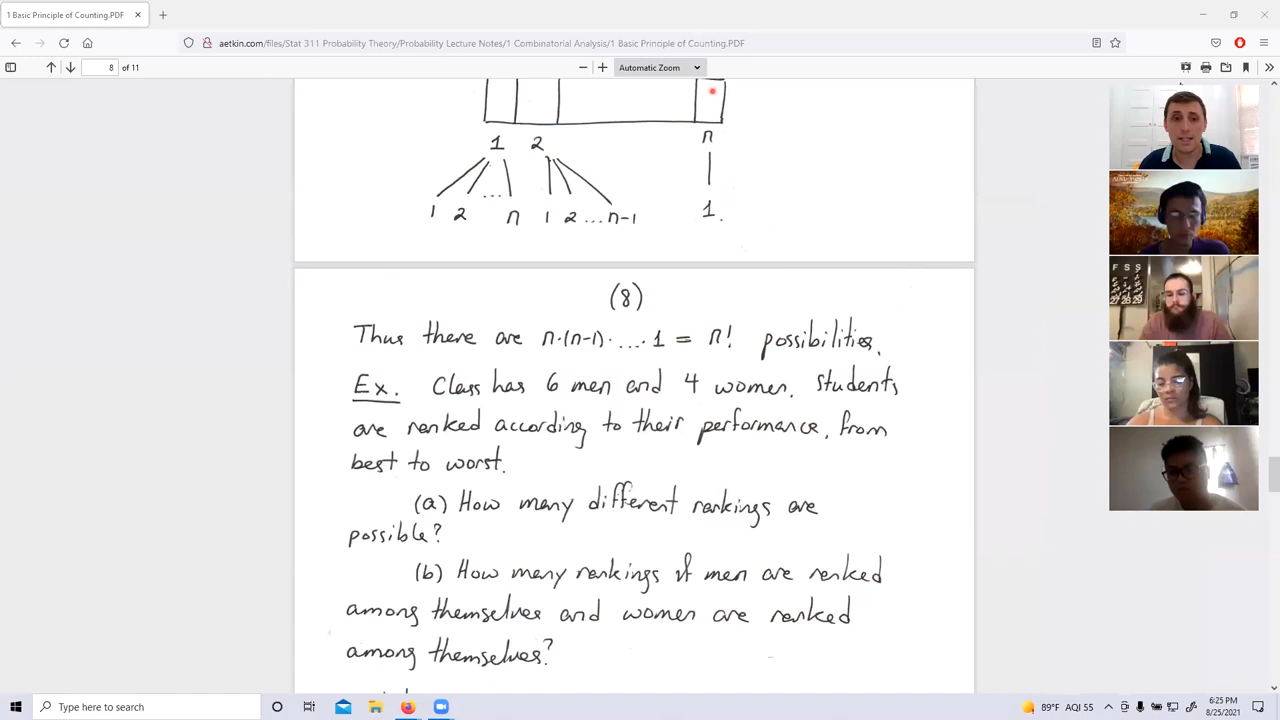 1 Basic Principle of Counting.PDF
aetkin.com/files/Stat 311 Probability Theory/Probability Lecture Notes/1 Combinatorial Analysis/1 Basic Principle of Counting.PDF
8 of 11
Automatic Zoom
1 2 n
1 2 ... n 1 2 ... n-1 1.
(8)
Thus there are n·(n-1)· .... · 1 = n! possibilities.
Ex. Class has 6 men and 4 women. Students
are ranked according to their performance, from
best to worst.
(a) How many different rankings are
possible?
(b) How many rankings if men are ranked
among themselves and women are ranked
among themselves?
F S S
27 28 29
Type here to search
89°F AQI 55
6:25 PM
8/25/2021